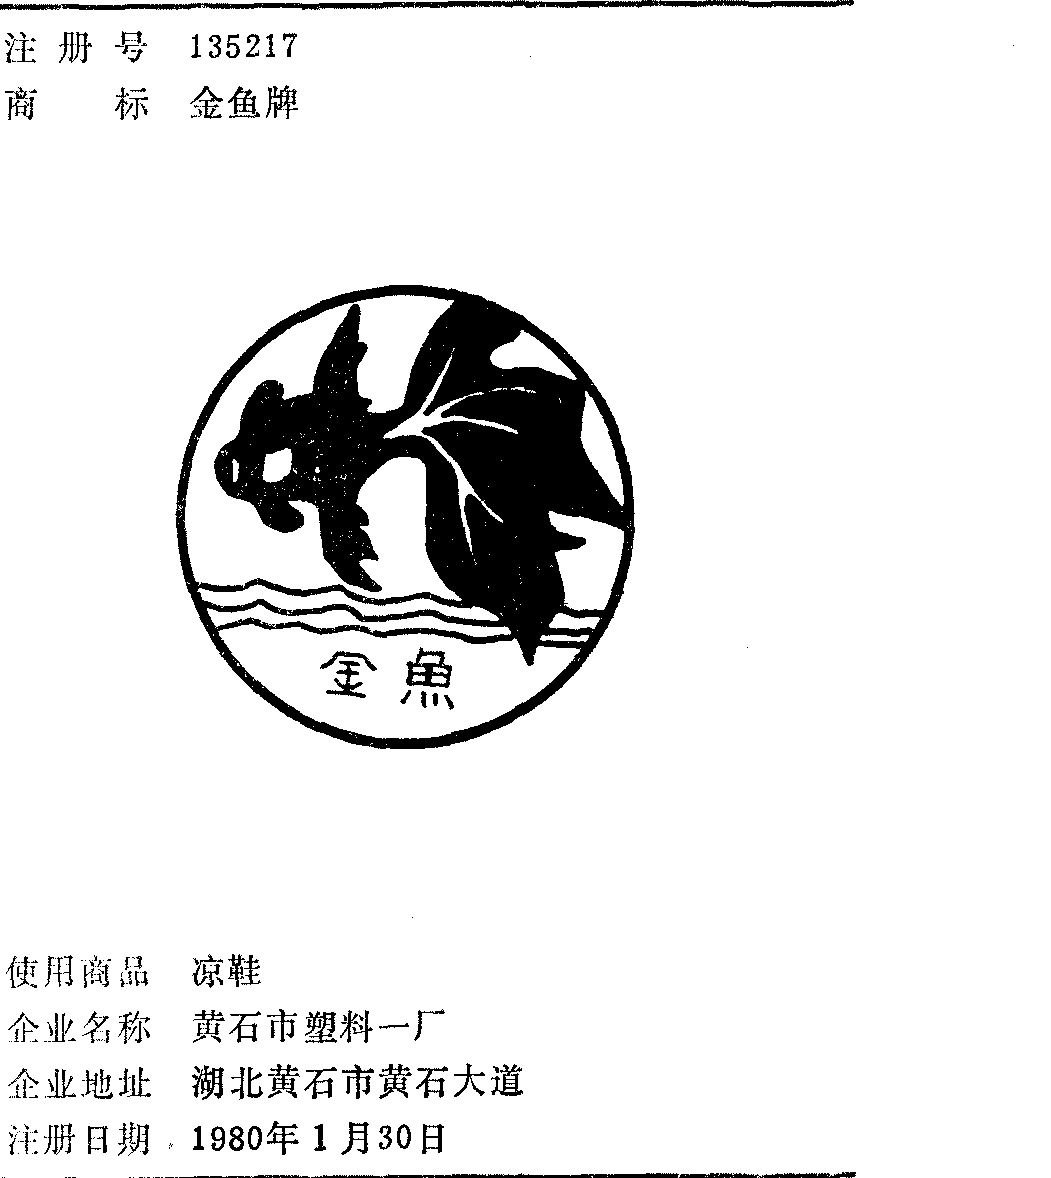 注册号 135217
商标 金鱼牌
金魚
使用商品 凉鞋
企业名称 黄石市塑料一厂
企业地址 湖北黄石市黄石大道
注册日期 1980年1月30日